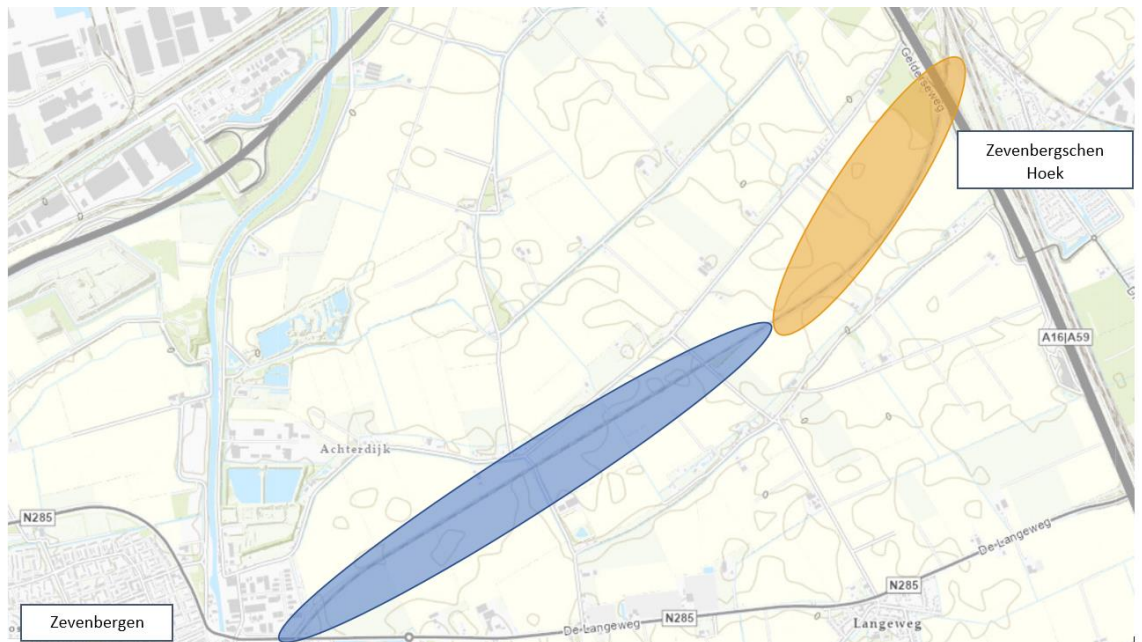 Gelderseweg
Zevenbergschen
Hoek
A16|A59
Achterdijk
N285
De Langeweg
N285
N285
De Langeweg
Langeweg
Zevenbergen